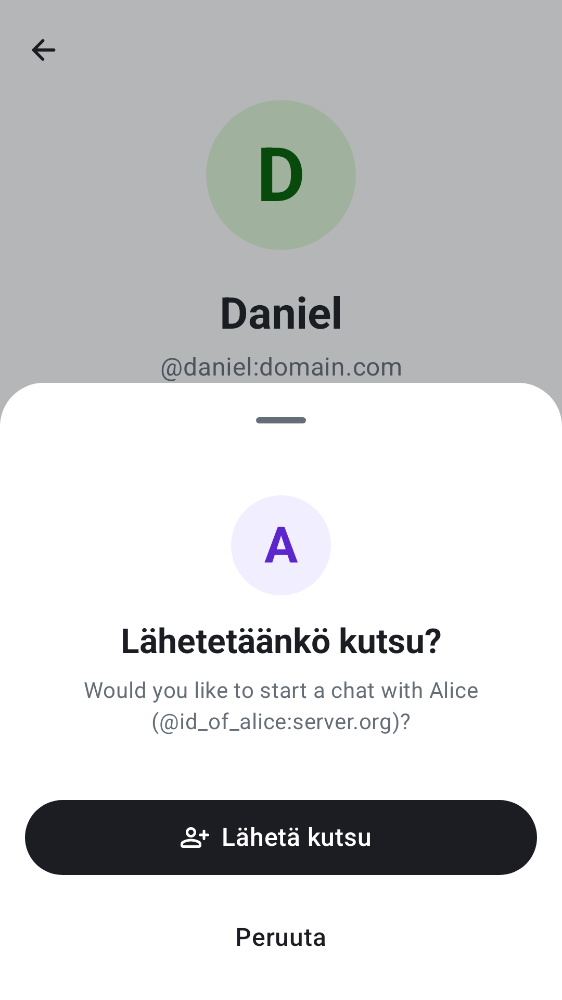 D
Daniel
@daniel:domain.com
A
Lähetetäänkö kutsu?
Would you like to start a chat with Alice
(@id_of_alice:server.org)?
Lähetä kutsu
Peruuta